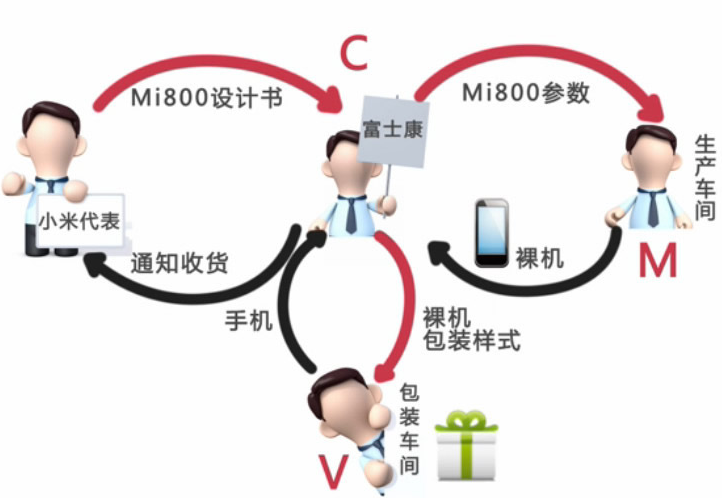 C
Mi800设计书
Mi800参数
富士康
生产车间
小米代表
通知收货
裸机
M
手机
裸机
包装样式
包装车间
V